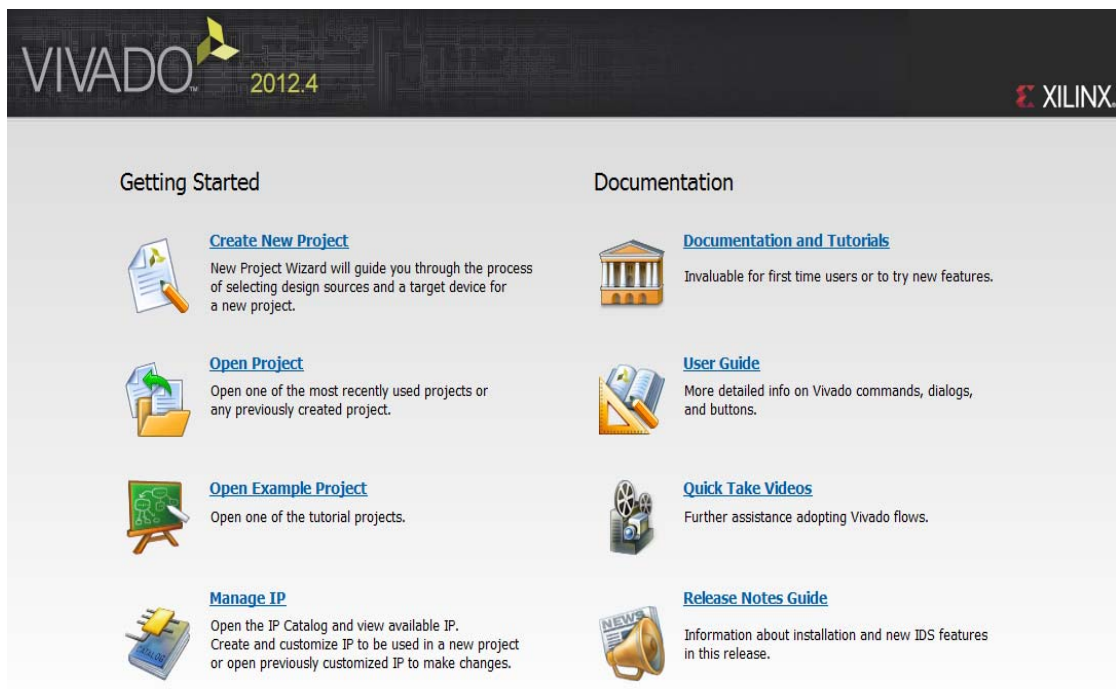 VIVADO™ 2012.4
XILINX®
Getting Started
Create New Project
New Project Wizard will guide you through the process
of selecting design sources and a target device for
a new project.
Open Project
Open one of the most recently used projects or
any previously created project.
Open Example Project
Open one of the tutorial projects.
Manage IP
Open the IP Catalog and view available IP.
Create and customize IP to be used in a new project
or open previously customized IP to make changes.
CATALOG
Documentation
Documentation and Tutorials
Invaluable for first time users or to try new features.
User Guide
More detailed info on Vivado commands, dialogs,
and buttons.
Quick Take Videos
Further assistance adopting Vivado flows.
Release Notes Guide
Information about installation and new IDS features
in this release.
NEWS